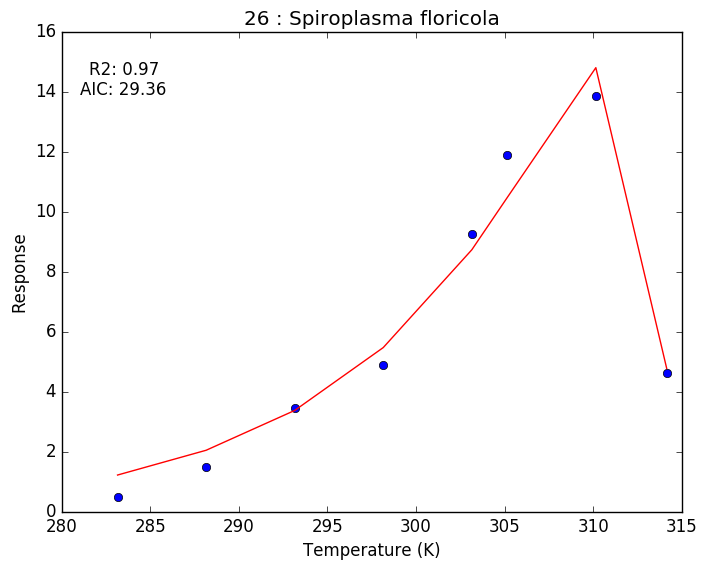 26 : Spiroplasma floricola
R2: 0.97
AIC: 29.36
16
14
12
10
8
6
4
2
0
Response
280 285 290 295 300 305 310 315
Temperature (K)